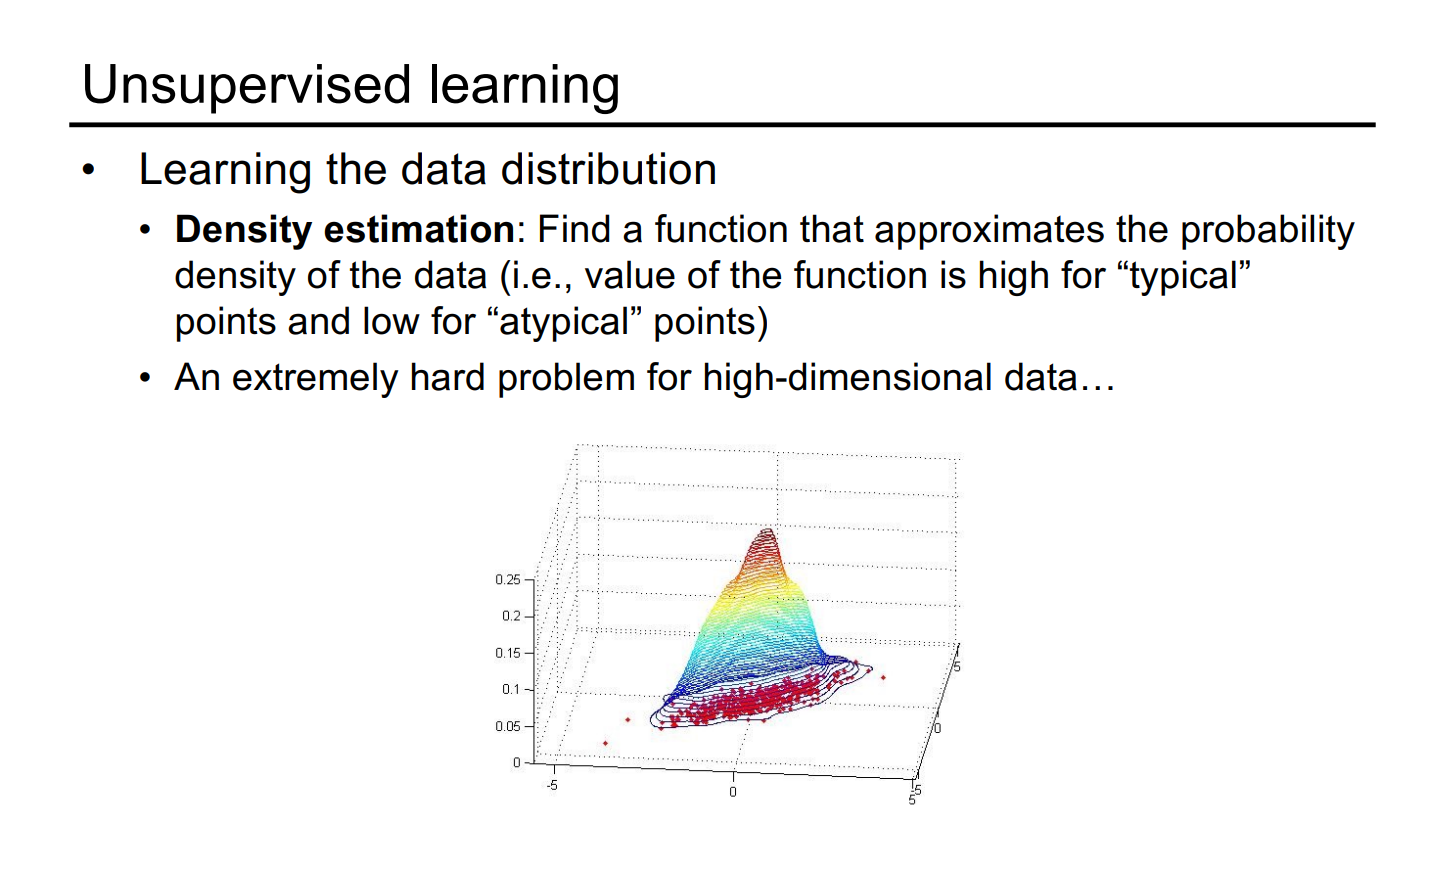 Unsupervised learning
• Learning the data distribution
• Density estimation: Find a function that approximates the probability
density of the data (i.e., value of the function is high for “typical”
points and low for “atypical” points)
• An extremely hard problem for high-dimensional data…
0.25
0.2
0.15
0.1
0.05
0
-5
0
5
-5
0
5